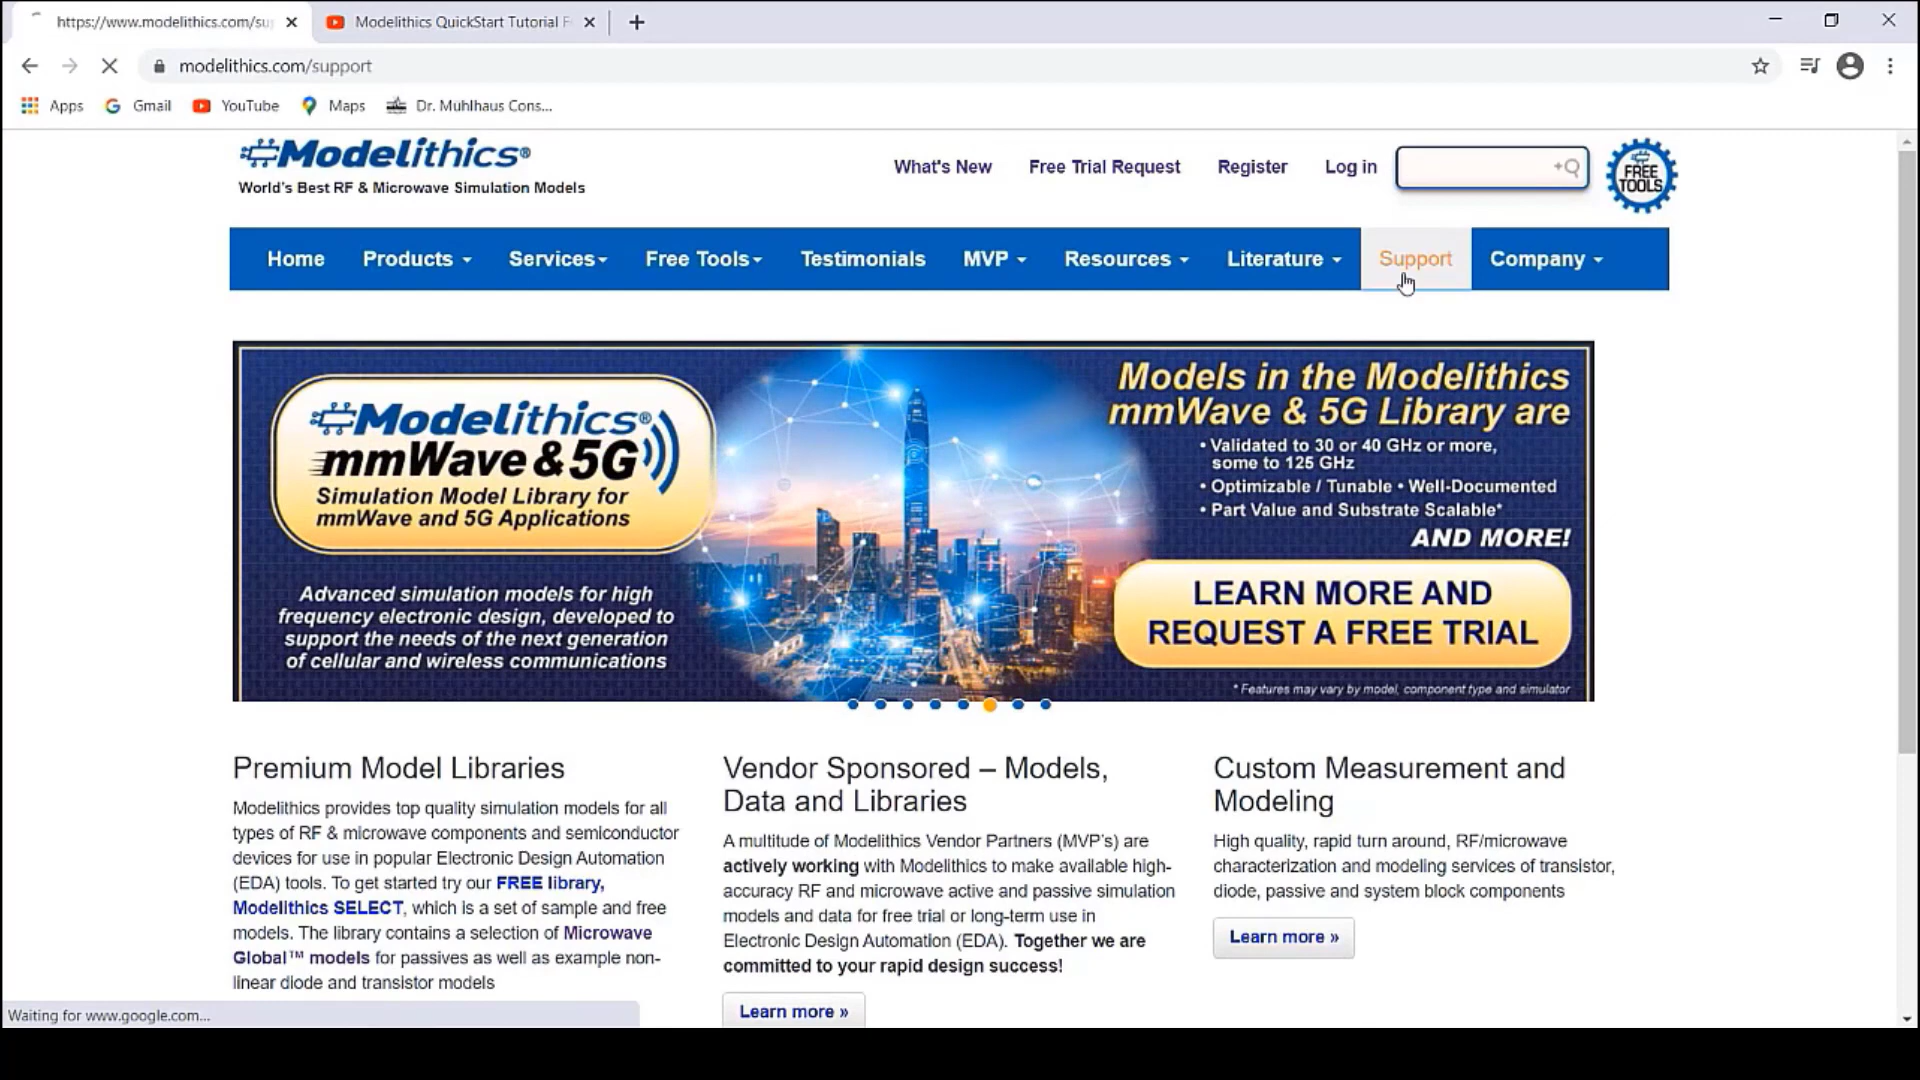 https://www.modelithics.com/su
Modelithics QuickStart Tutorial F
modelithics.com/support
Apps
Gmail
YouTube
Maps
Dr. Mühlhaus Cons...
Modelithics®
World's Best RF & Microwave Simulation Models
What's New
Free Trial Request
Register
Log in
FREE
TOOLS
Home
Products
Services
Free Tools
Testimonials
MVP
Resources
Literature
Support
Company
Modelithics®
mmWave & 5G
Simulation Model Library for
mmWave and 5G Applications
Advanced simulation models for high
frequency electronic design, developed to
support the needs of the next generation
of cellular and wireless communications
Models in the Modelithics
mmWave & 5G Library are
• Validated to 30 or 40 GHz or more,
some to 125 GHz
• Optimizable / Tunable • Well-Documented
• Part Value and Substrate Scalable*
AND MORE!
LEARN MORE AND
REQUEST A FREE TRIAL
* Features may vary by model, component type and simulator
Premium Model Libraries
Modelithics provides top quality simulation models for all
types of RF & microwave components and semiconductor
devices for use in popular Electronic Design Automation
(EDA) tools. To get started try our FREE library,
Modelithics SELECT, which is a set of sample and free
models. The library contains a selection of Microwave
Global™ models for passives as well as example non-
linear diode and transistor models
Vendor Sponsored – Models,
Data and Libraries
A multitude of Modelithics Vendor Partners (MVP's) are
actively working with Modelithics to make available high-
accuracy RF and microwave active and passive simulation
models and data for free trial or long-term use in
Electronic Design Automation (EDA). Together we are
committed to your rapid design success!
Learn more »
Custom Measurement and
Modeling
High quality, rapid turn around, RF/microwave
characterization and modeling services of transistor,
diode, passive and system block components
Learn more »
Waiting for www.google.com...